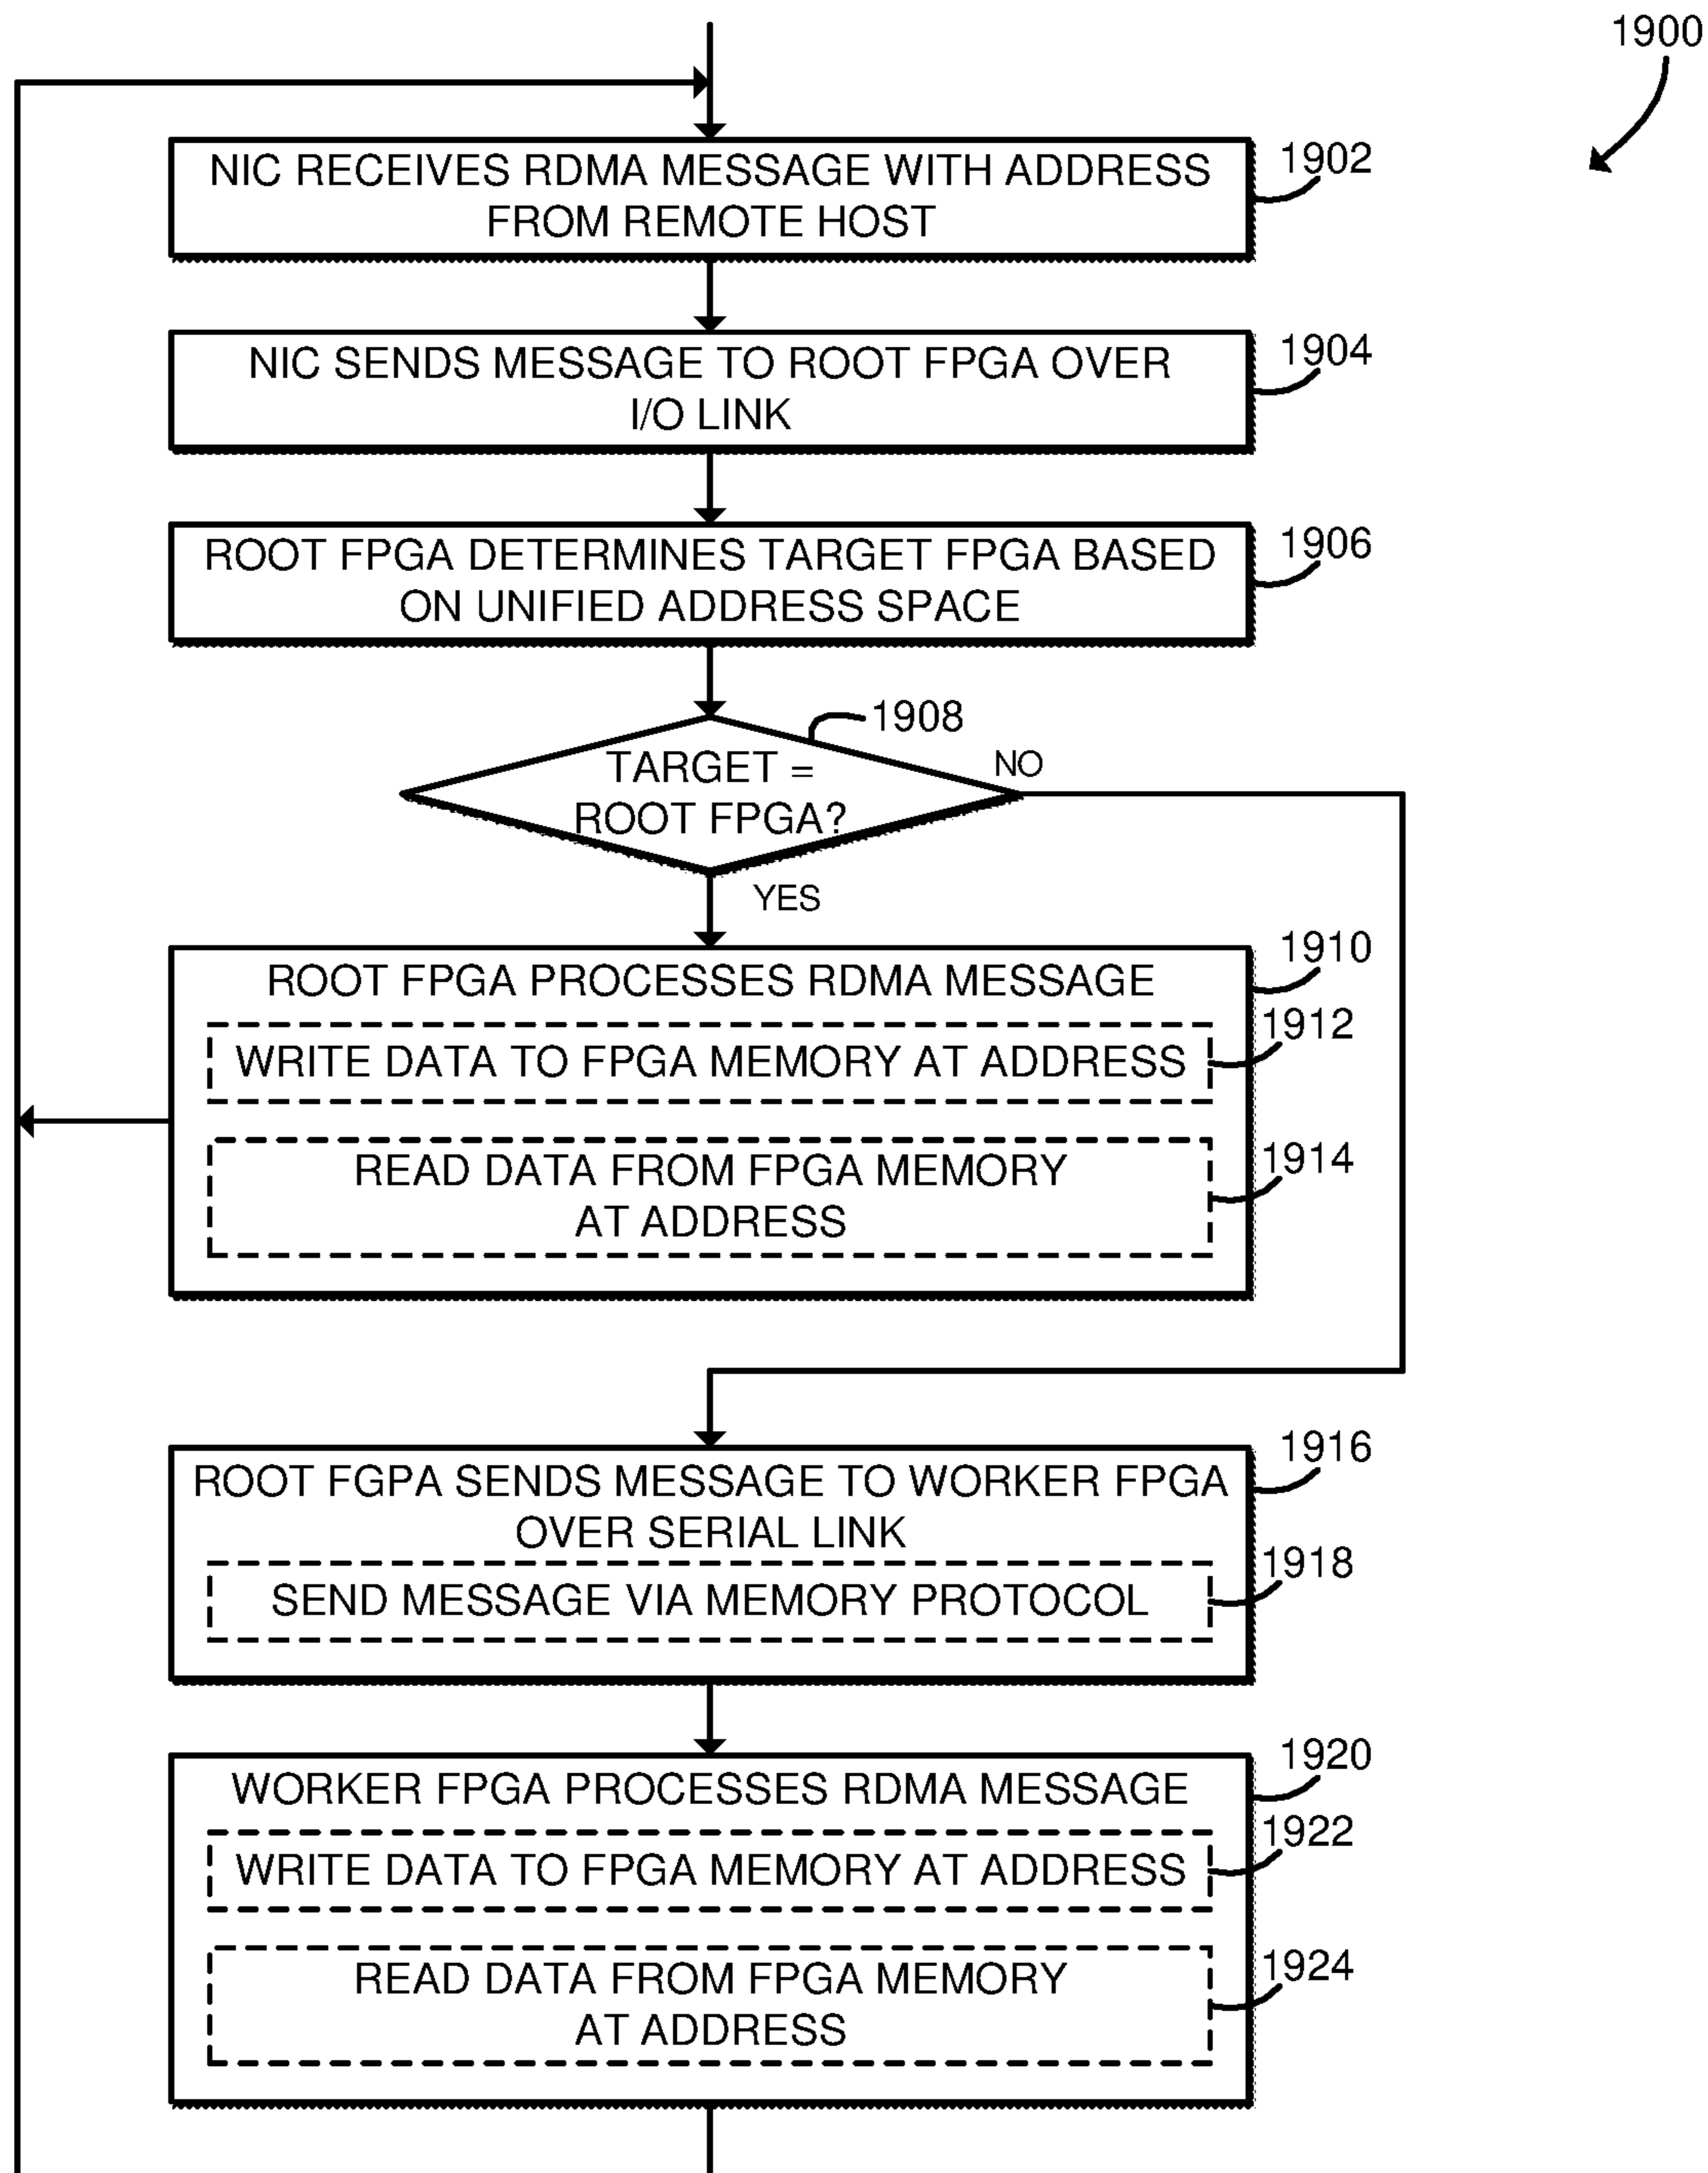 1900
NIC RECEIVES RDMA MESSAGE WITH ADDRESS
FROM REMOTE HOST
1902
NIC SENDS MESSAGE TO ROOT FPGA OVER
I/O LINK
1904
ROOT FPGA DETERMINES TARGET FPGA BASED
ON UNIFIED ADDRESS SPACE
1906
1908
TARGET =
ROOT FPGA?
NO
YES
1910
ROOT FPGA PROCESSES RDMA MESSAGE
1912
WRITE DATA TO FPGA MEMORY AT ADDRESS
1914
READ DATA FROM FPGA MEMORY
AT ADDRESS
1916
ROOT FGPA SENDS MESSAGE TO WORKER FPGA
OVER SERIAL LINK
1918
SEND MESSAGE VIA MEMORY PROTOCOL
1920
WORKER FPGA PROCESSES RDMA MESSAGE
1922
WRITE DATA TO FPGA MEMORY AT ADDRESS
1924
READ DATA FROM FPGA MEMORY
AT ADDRESS